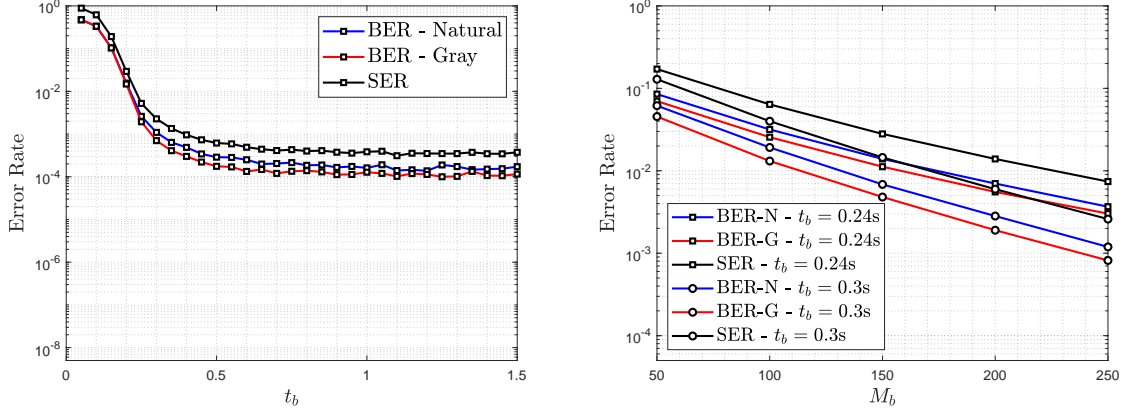 10^0
10^-2
10^-4
10^-6
10^-8
Error Rate
0 0.5 1 1.5
t_b
BER - Natural
BER - Gray
SER
10^0
10^-1
10^-2
10^-3
10^-4
Error Rate
50 100 150 200 250
M_b
BER-N - t_b = 0.24s
BER-G - t_b = 0.24s
SER - t_b = 0.24s
BER-N - t_b = 0.3s
BER-G - t_b = 0.3s
SER - t_b = 0.3s